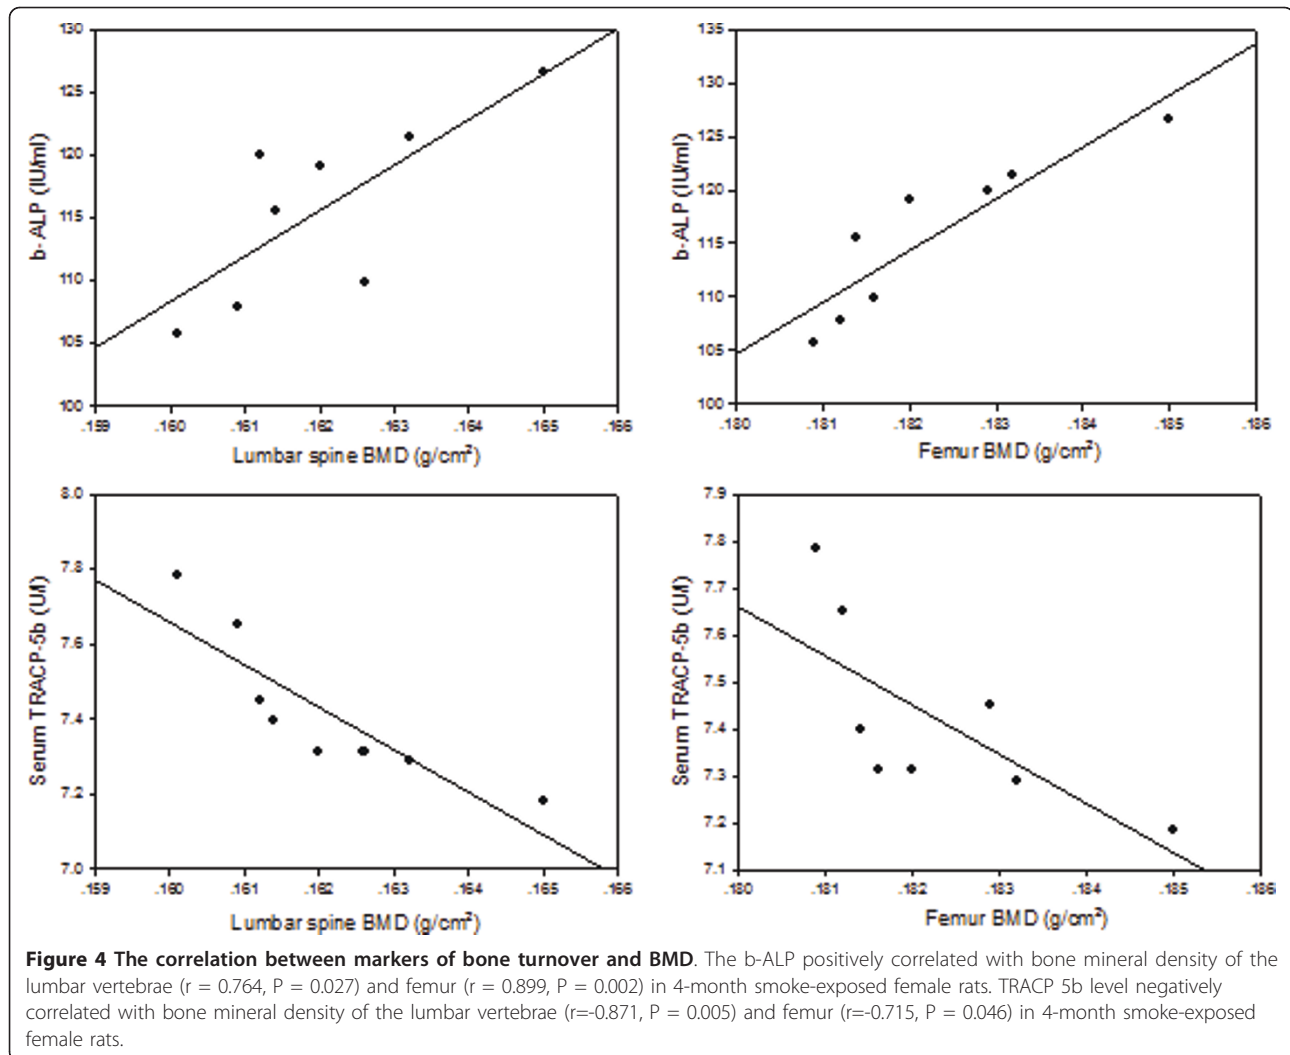 130
125
120
115
110
105
100
b- ALP (IU/ml)
.159 .160 .161 .162 .163 .164 .165 .166
Lumbar spine BMD (g/cm²)
135
130
125
120
115
110
105
100
b-ALP (IU/ml)
.180 .181 .182 .183 .184 .185 .186
Femur BMD (g/cm²)
8.0
7.8
7.6
7.4
7.2
7.0
Serum TRACP-5b (U/l)
.159 .160 .161 .162 .163 .164 .165 .166
Lumbar spine BMD (g/cm²)
7.9
7.8
7.7
7.6
7.5
7.4
7.3
7.2
7.1
Serum TRACP-5b (U/l)
.180 .181 .182 .183 .184 .185 .186
Femur BMD (g/cm²)
Figure 4 The correlation between markers of bone turnover and BMD. The b-ALP positively correlated with bone mineral density of the
lumbar vertebrae (r = 0.764, P = 0.027) and femur (r = 0.899, P = 0.002) in 4-month smoke-exposed female rats. TRACP 5b level negatively
correlated with bone mineral density of the lumbar vertebrae (r=-0.871, P = 0.005) and femur (r=-0.715, P = 0.046) in 4-month smoke-exposed
female rats.